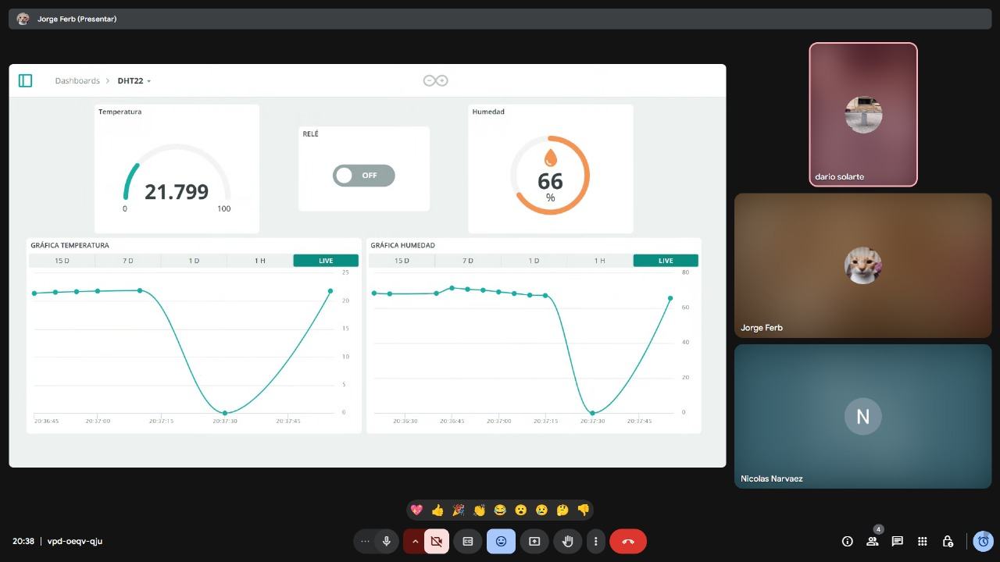 Jorge Ferb (Presentar)
Dashboards > DHT22
Temperatura
21.799
0 100
RELÉ
OFF
Humedad
66
%
GRÁFICA TEMPERATURA
15 D 7 D 1 D 1 H LIVE
25
20
15
10
5
0
20:36:45 20:37:00 20:37:15 20:37:30 20:37:45
GRÁFICA HUMEDAD
15 D 7 D 1 D 1 H LIVE
80
60
40
20
0
20:36:30 20:36:45 20:37:00 20:37:15 20:37:30 20:37:45
dario solarte
Jorge Ferb
N
Nicolas Narvaez
20:38 | vpd-oeqv-qju
4